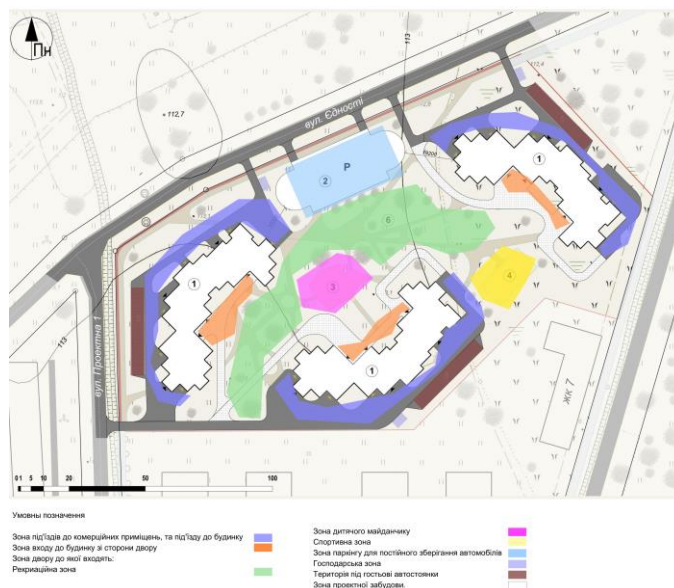 Пн
вул. Єдності
113
112,7
P
2
1
1
6
3
4
1
113
вул. Проектна 1
ЖК 7
0 1 5 10 20 50 100
Умовны позначення
Зона під'їздів до комерційних приміщень, та під'їзду до будинку
Зона входу до будинку зі сторони двору
Зона двору до якої входять:
Рекриаційна зона
Зона дитячого майданчику
Спортивна зона
Зона паркінгу для постійного зберігання автомобілів
Господарська зона
Територія під гостьові автостоянки
Зона проектної забудови.